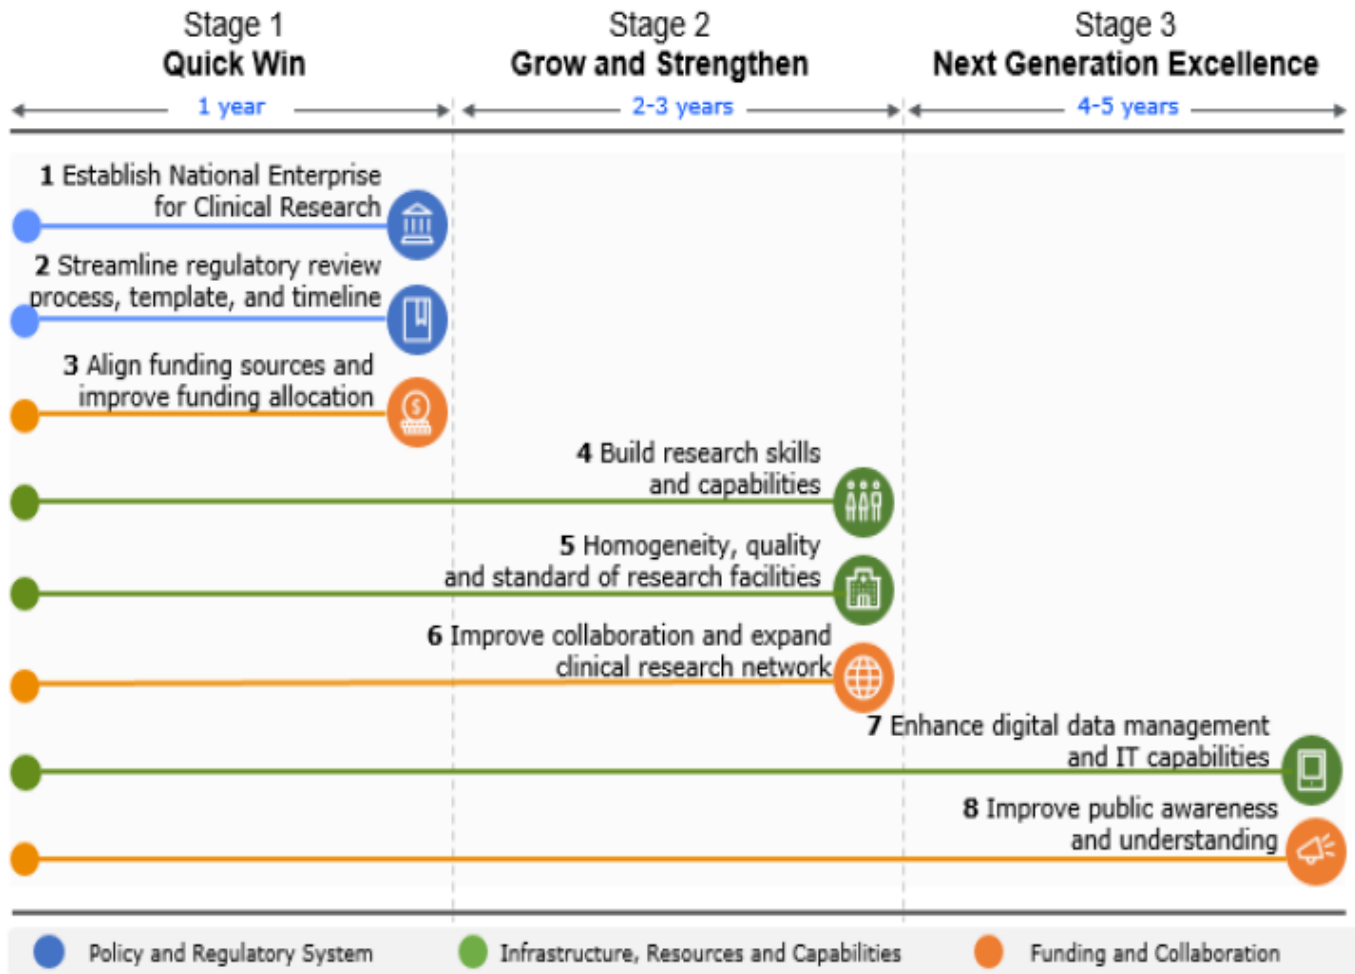 Stage 1
Quick Win
Stage 2
Grow and Strengthen
Stage 3
Next Generation Excellence
1 year
2-3 years
4-5 years
1 Establish National Enterprise
for Clinical Research
2 Streamline regulatory review
process, template, and timeline
3 Align funding sources and
improve funding allocation
$
4 Build research skills
and capabilities
5 Homogeneity, quality
and standard of research facilities
6 Improve collaboration and expand
clinical research network
7 Enhance digital data management
and IT capabilities
8 Improve public awareness
and understanding
Policy and Regulatory System
Infrastructure, Resources and Capabilities
Funding and Collaboration